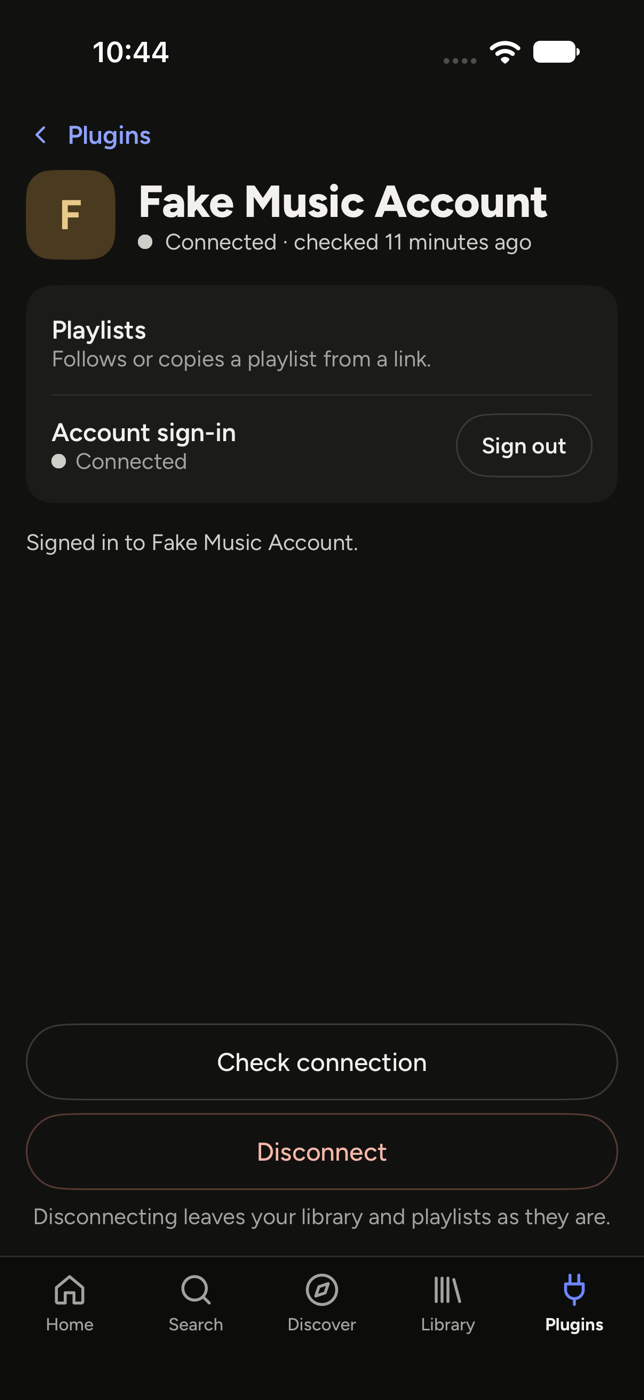 10:44
Plugins
F
Fake Music Account
Connected · checked 11 minutes ago
Playlists
Follows or copies a playlist from a link.
Account sign-in
Connected
Sign out
Signed in to Fake Music Account.
Check connection
Disconnect
Disconnecting leaves your library and playlists as they are.
Home
Search
Discover
Library
Plugins